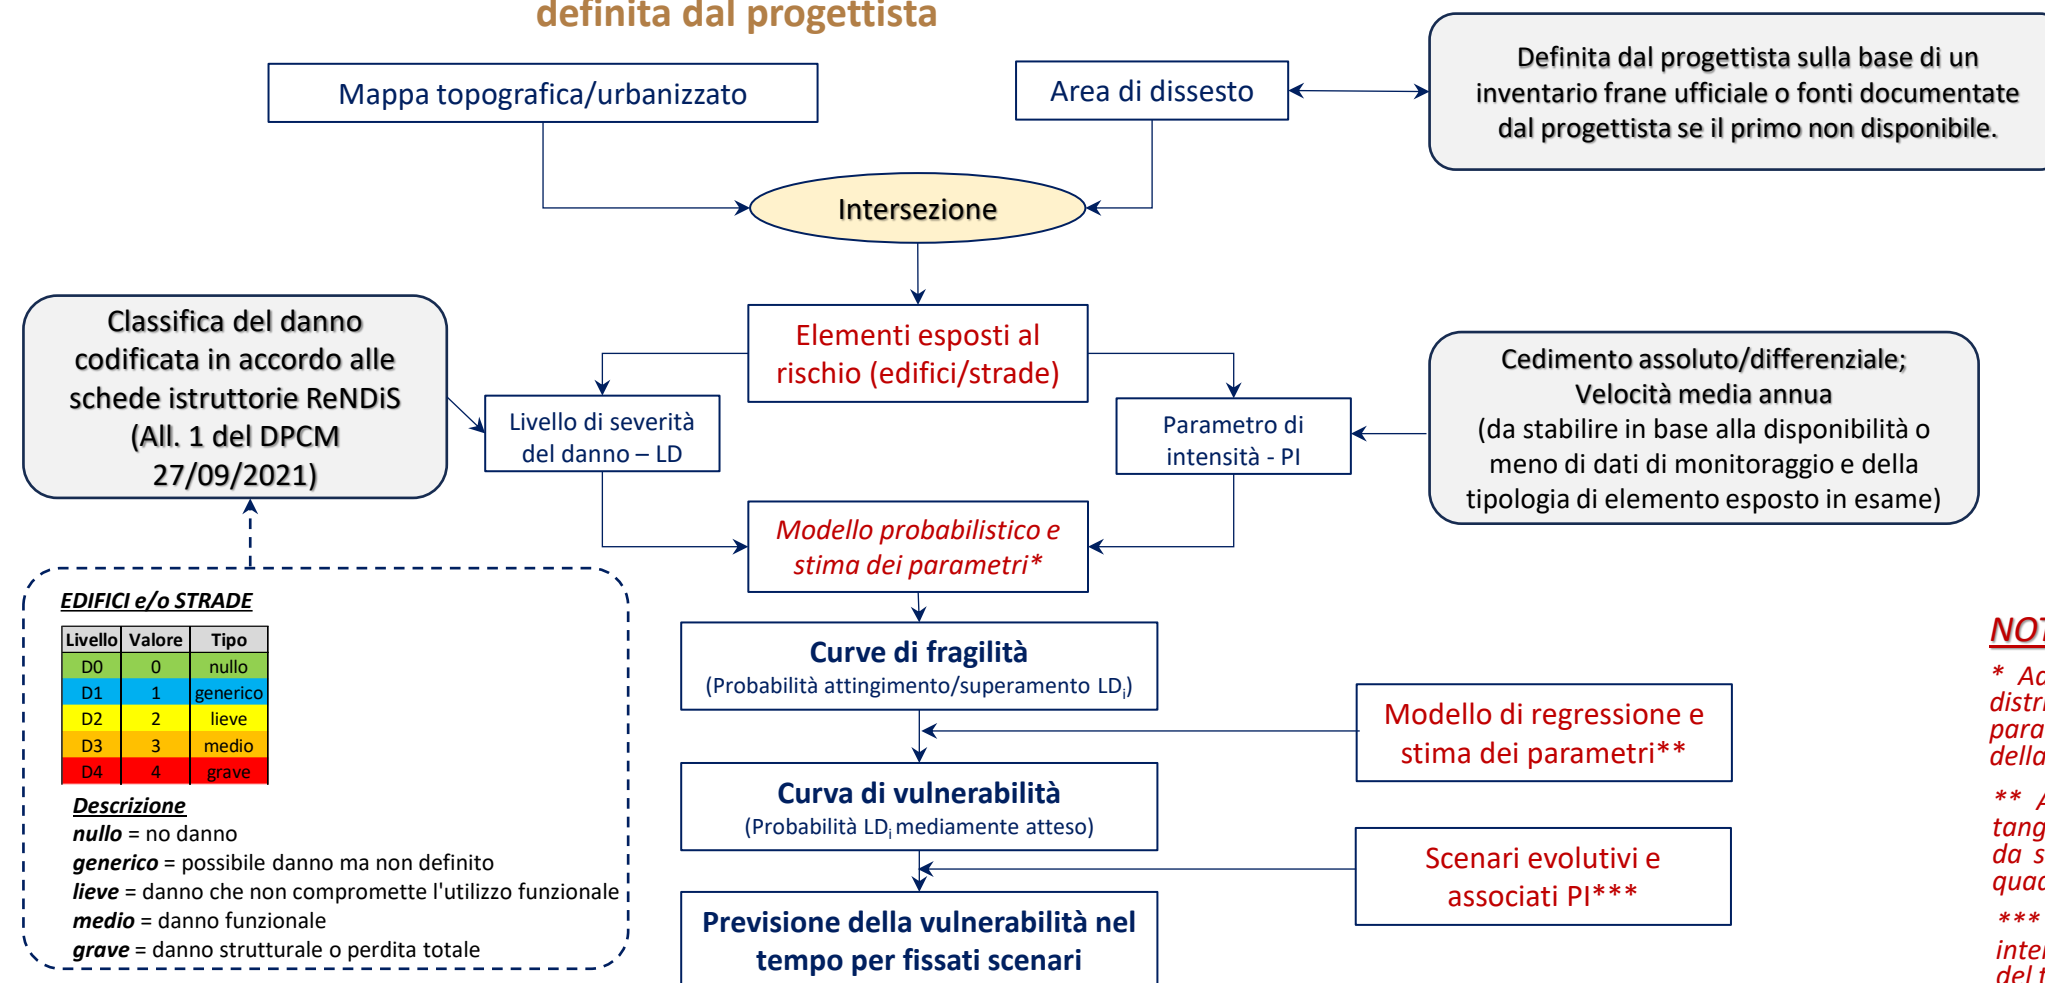 definita dal progettista
Mappa topografica/urbanizzato
Area di dissesto
Definita dal progettista sulla base di un
inventario frane ufficiale o fonti documentate
dal progettista se il primo non disponibile.
Intersezione
Classifica del danno
codificata in accordo alle
schede istruttorie ReNDiS
(All. 1 del DPCM
27/09/2021)
Elementi esposti al
rischio (edifici/strade)
Livello di severità
del danno – LD
Parametro di
intensità - PI
Cedimento assoluto/differenziale;
Velocità media annua
(da stabilire in base alla disponibilità o
meno di dati di monitoraggio e della
tipologia di elemento esposto in esame)
Modello probabilistico e
stima dei parametri*
EDIFICI e/o STRADE
Livello Valore Tipo
D0 0 nullo
D1 1 generico
D2 2 lieve
D3 3 medio
D4 4 grave
Descrizione
nullo = no danno
generico = possibile danno ma non definito
lieve = danno che non compromette l'utilizzo funzionale
medio = danno funzionale
grave = danno strutturale o perdita totale
Curve di fragilità
(Probabilità attingimento/superamento LDi)
Modello di regressione e
stima dei parametri**
Curva di vulnerabilità
(Probabilità LDi mediamente atteso)
Scenari evolutivi e
associati PI***
Previsione della vulnerabilità nel
tempo per fissati scenari
*
della
**
da
***